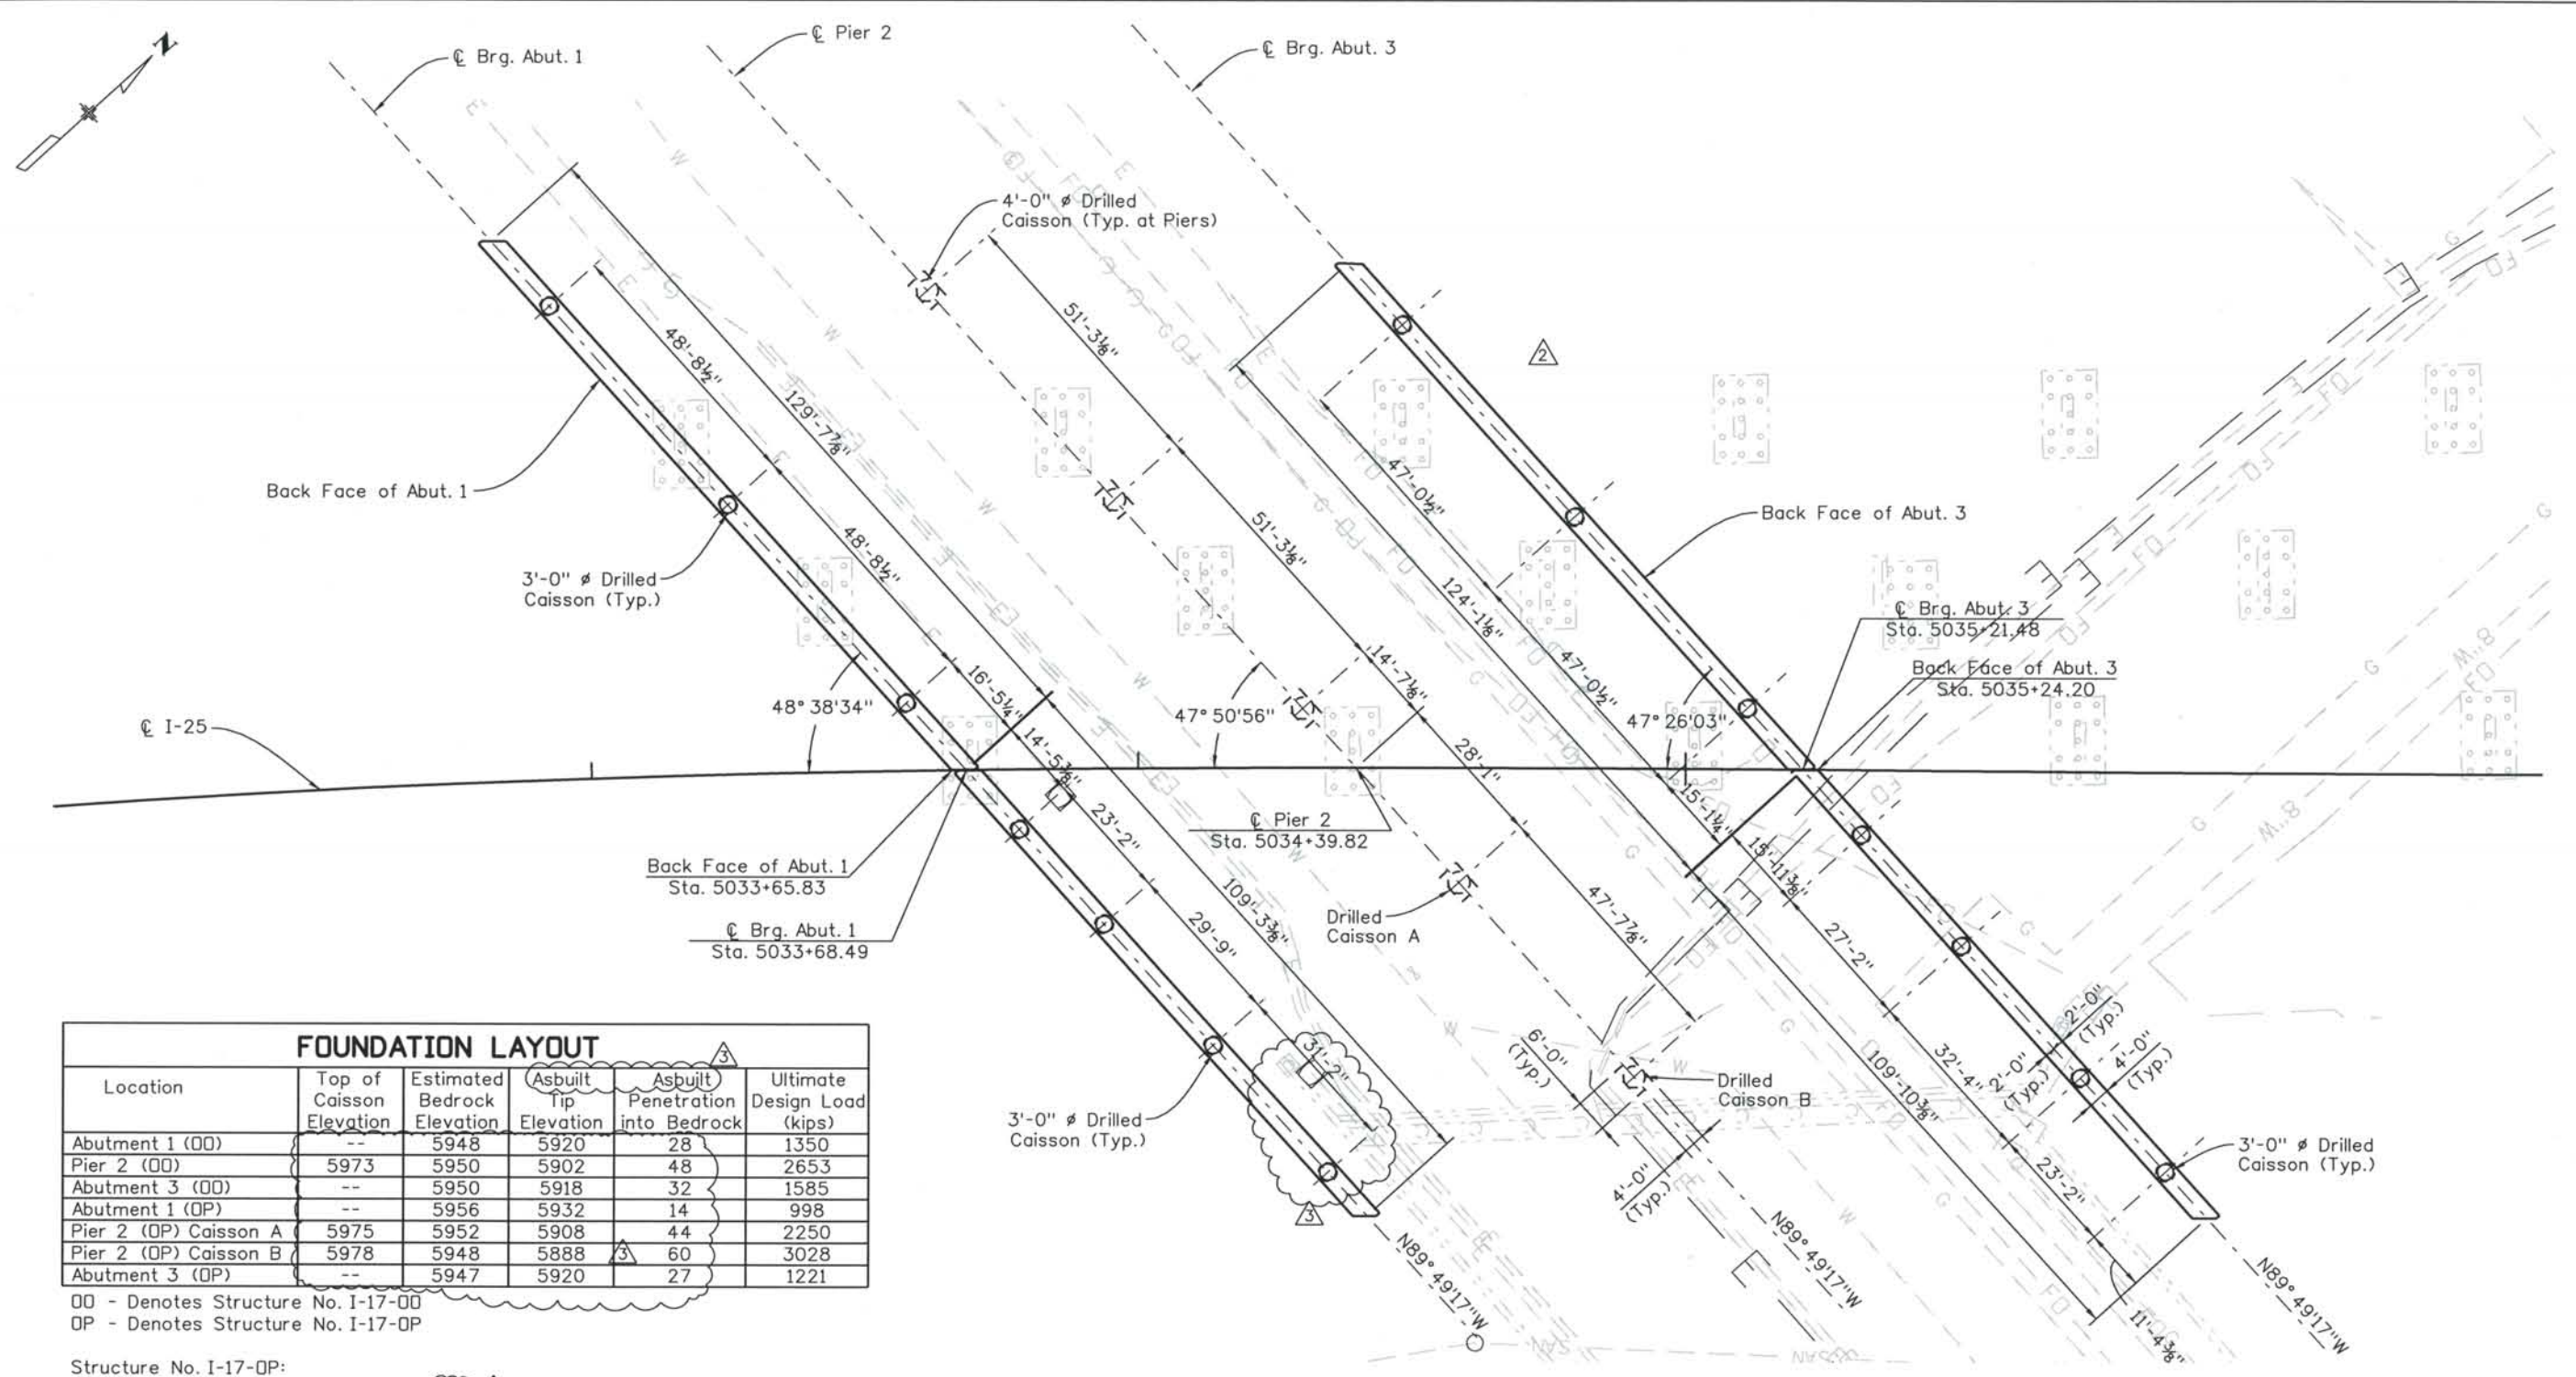 N
℄ Brg. Abut. 1
℄ Pier 2
℄ Brg. Abut. 3
4'-0" ø Drilled
Caisson (Typ. at Piers)
51'-3⅛"
48'-8½"
129'-7⅞"
2
47'-0½"
Back Face of Abut. 1
Back Face of Abut. 3
48'-8½"
51'-3⅛"
3'-0" ø Drilled
Caisson (Typ.)
124'-1⅛"
47'-0½"
℄ Brg. Abut. 3
Sta. 5035+21.48
Back Face of Abut. 3
Sta. 5035+24.20
16'-5¼"
14'-7⅛"
48° 38'34"
47° 50'56"
47° 26'03"
℄ I-25
14'-5⅜"
28'-1"
15'-1¼"
℄ Pier 2
Sta. 5034+39.82
23'-2"
15'-11⅜"
Back Face of Abut. 1
Sta. 5033+65.83
109'-3⅜"
47'-7⅞"
Drilled
Caisson A
27'-2"
℄ Brg. Abut. 1
Sta. 5033+68.49
29'-9"
31'-2"
6'-0"
(Typ.)
Drilled
Caisson B
109'-10⅜"
32'-4"
2'-0"
(Typ.)
2'-0"
(Typ.)
4'-0"
(Typ.)
3'-0" ø Drilled
Caisson (Typ.)
3'-0" ø Drilled
Caisson (Typ.)
4'-0"
(Typ.)
23'-2"
3
N89° 49'17"W
N89° 49'17"W
N89° 49'17"W
11'-4⅜"
E
W
G
FO
8"W
SAN
FOUNDATION LAYOUT
3
Location Top of Caisson Elevation Estimated Bedrock Elevation Asbuilt Tip Elevation Asbuilt Penetration into Bedrock Ultimate Design Load (kips)
Abutment 1 (OO) -- 5948 5920 28 1350
Pier 2 (OO) 5973 5950 5902 48 2653
Abutment 3 (OO) -- 5950 5918 32 1585
Abutment 1 (OP) -- 5956 5932 14 998
Pier 2 (OP) Caisson A 5975 5952 5908 44 2250
Pier 2 (OP) Caisson B 5978 5948 5888 3 60 3028
Abutment 3 (OP) -- 5947 5920 27 1221
OO - Denotes Structure No. I-17-OO
OP - Denotes Structure No. I-17-OP
Structure No. I-17-OP: